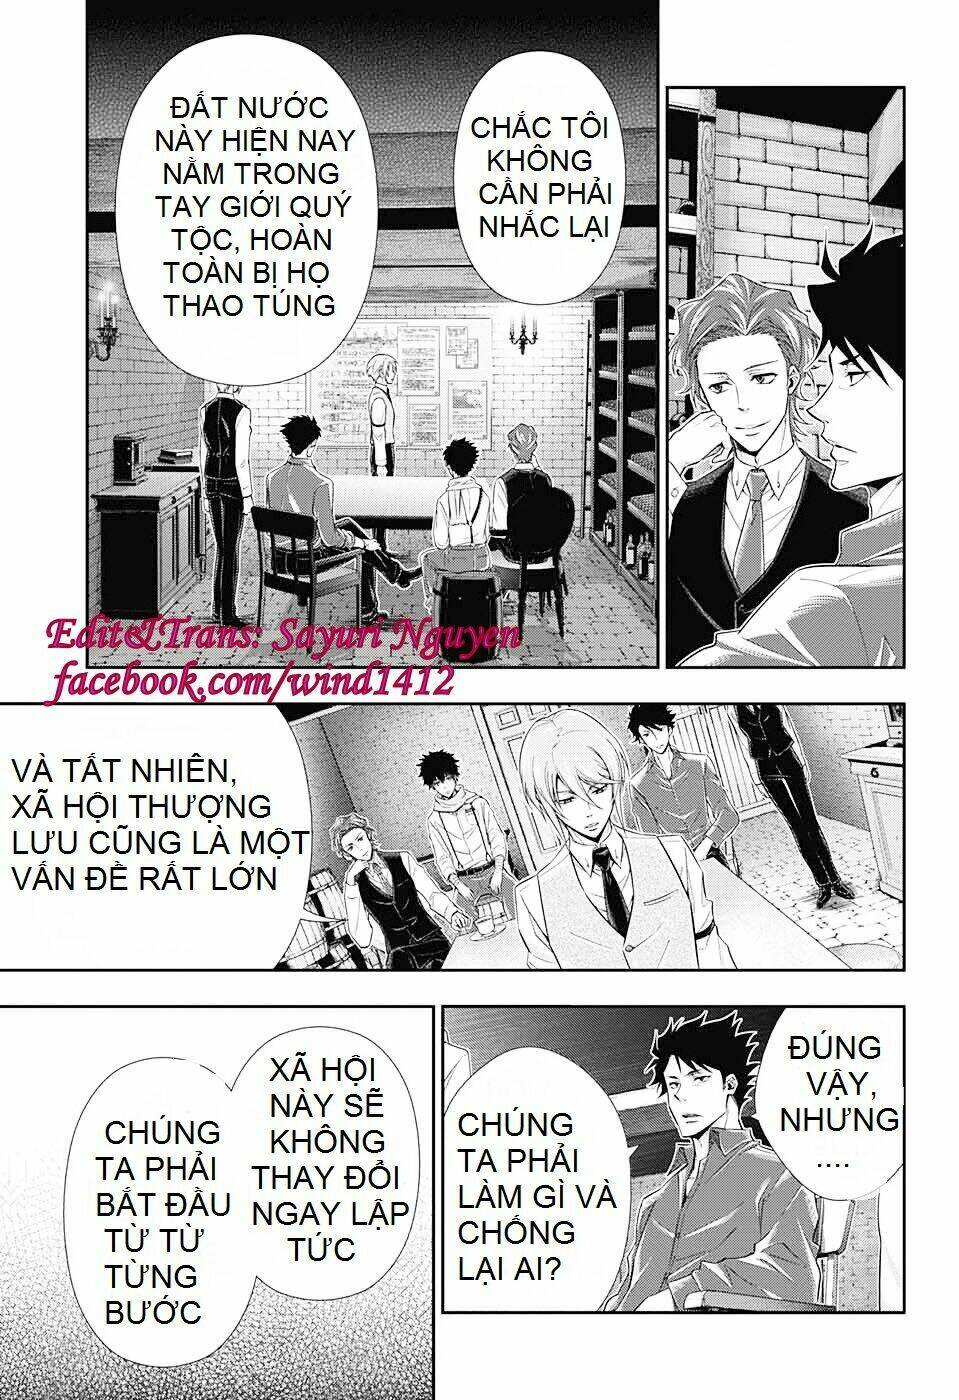 CHẮC TÔI
KHÔNG
CẦN PHẢI
NHẮC LẠI
ĐẤT NƯỚC
NÀY HIỆN NAY
NẰM TRONG
TAY GIỚI QUÝ
TỘC, HOÀN
TOÀN BỊ HỌ
THAO TÚNG
Edit&Trans: Sayuri Nguyen
facebook.com/wind1412
VÀ TẤT NHIÊN,
XÃ HỘI THƯỢNG
LƯU CŨNG LÀ MỘT
VẤN ĐỀ RẤT LỚN
6
ĐÚNG
VẬY,
NHƯNG
....
CHÚNG
TA PHẢI
LÀM GÌ VÀ
CHỐNG
LẠI AI?
XÃ HỘI
NÀY SẼ
KHÔNG
THAY ĐỔI
NGAY LẬP
TỨC
CHÚNG
TA PHẢI
BẮT ĐẦU
TỪ TỪ
TỪNG
BƯỚC